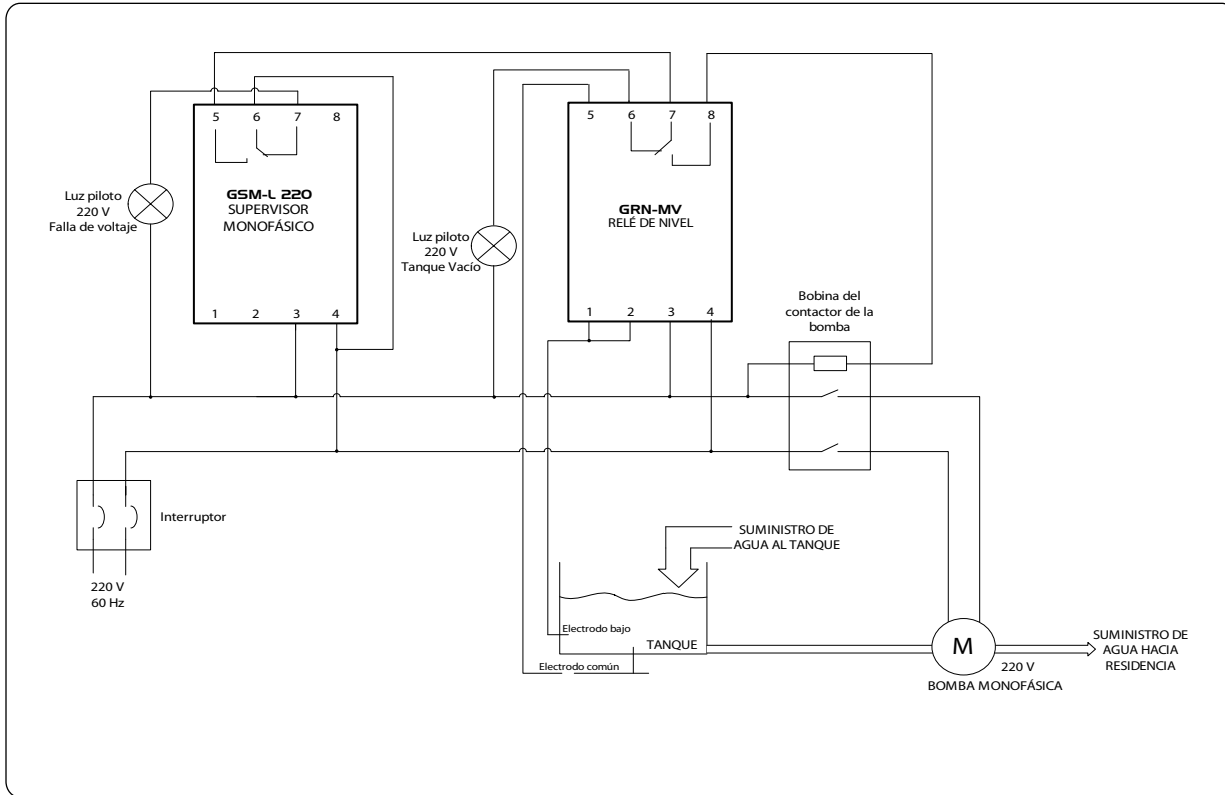 5 6 7 8
Luz piloto
220 V
Falla de voltaje
GSM-L 220
SUPERVISOR
MONOFÁSICO
1 2 3 4
Luz piloto
220 V
Tanque Vacío
5 6 7 8
GRN-MV
RELÉ DE NIVEL
1 2 3 4
Bobina del
contactor de la
bomba
Interruptor
220 V
60 Hz
SUMINISTRO DE
AGUA AL TANQUE
Electrodo bajo
TANQUE
Electrodo común
M
220 V
BOMBA MONOFÁSICA
SUMINISTRO DE
AGUA HACIA
RESIDENCIA